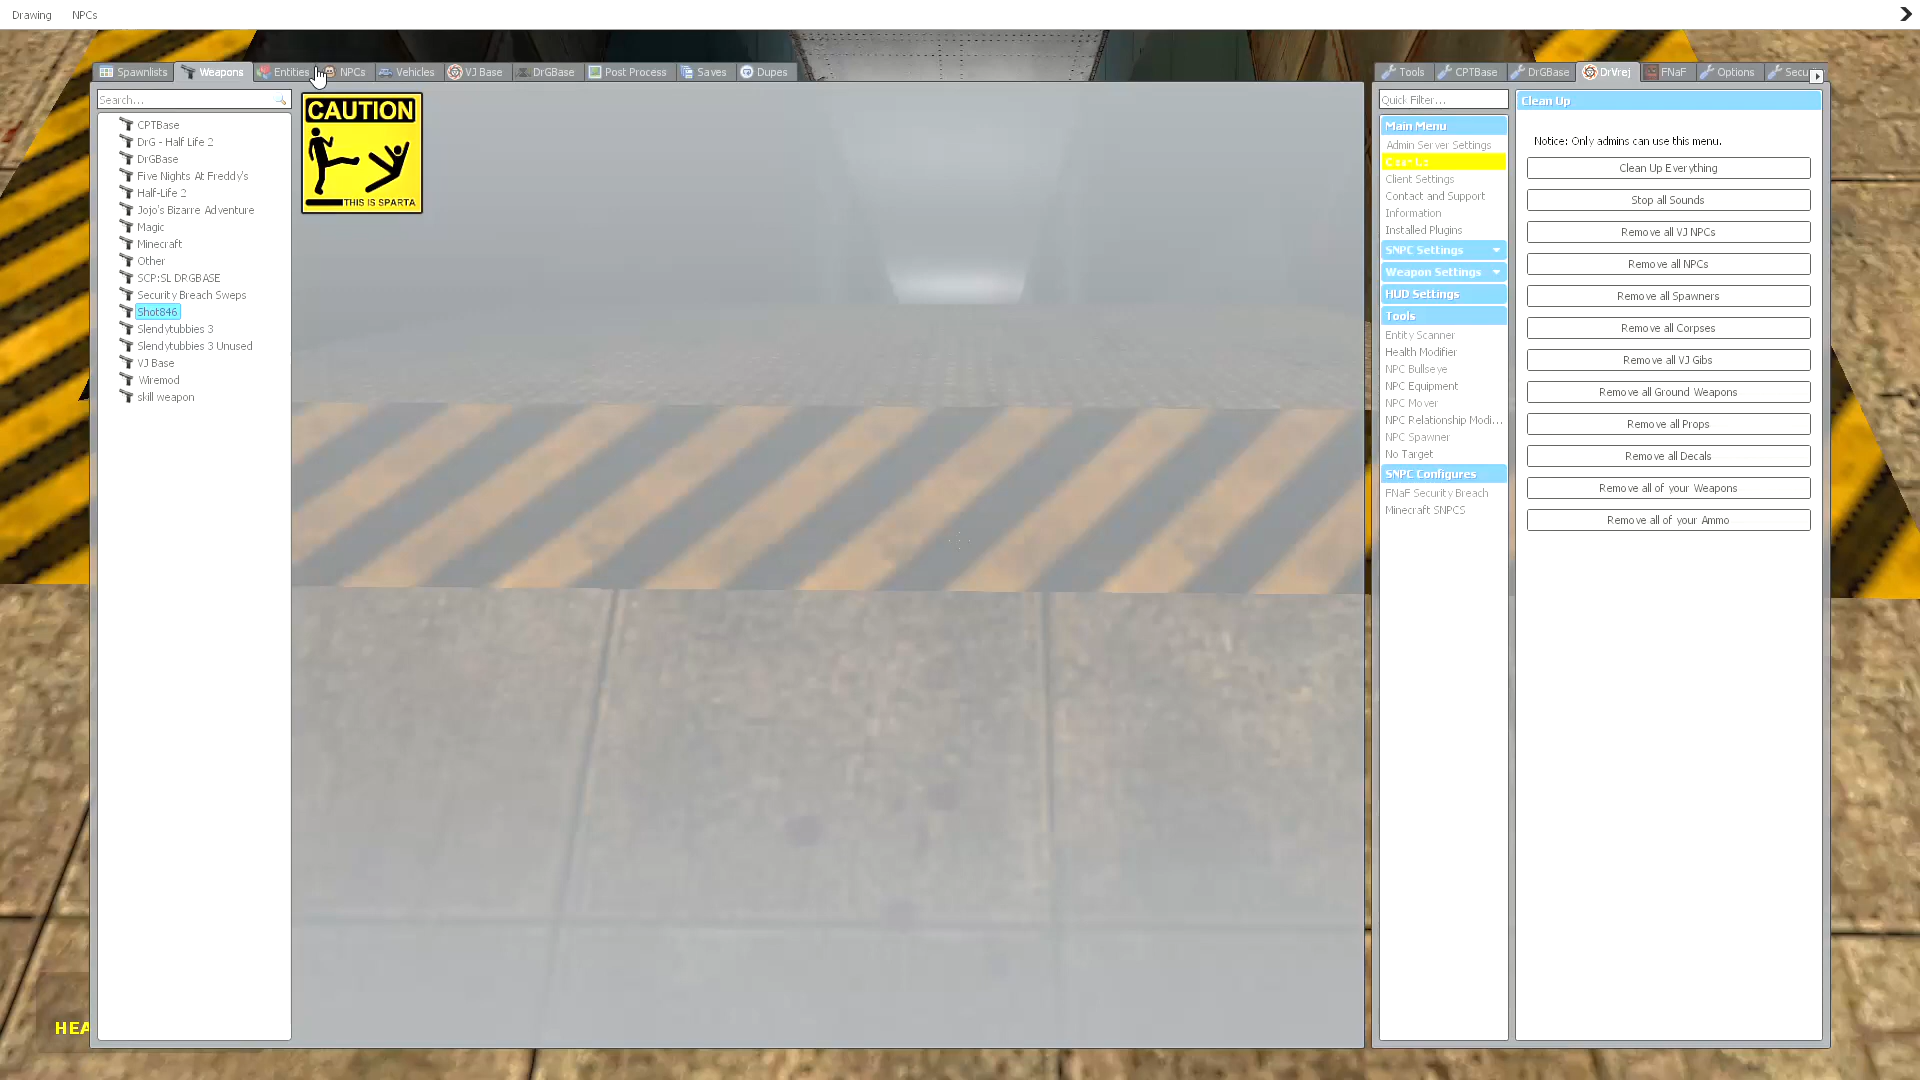 Drawing NPCs
Spawnlists Weapons Entities NPCs Vehicles VJ Base DrGBase Post Process Saves Dupes
Tools CPTBase DrGBase DrVrej FNaF Options Secu
Search...
CPTBase
DrG - Half Life 2
DrGBase
Five Nights At Freddy's
Half-Life 2
Jojo's Bizarre Adventure
Magic
Minecraft
Other
SCP:SL DRGBASE
Security Breach Sweps
Shot846
Slendytubbies 3
Slendytubbies 3 Unused
VJ Base
Wiremod
skill weapon
CAUTION
THIS IS SPARTA
Quick Filter...
Main Menu
Admin Server Settings
Clean Up
Client Settings
Contact and Support
Information
Installed Plugins
SNPC Settings
Weapon Settings
HUD Settings
Tools
Entity Scanner
Health Modifier
NPC Bullseye
NPC Equipment
NPC Mover
NPC Relationship Modi...
NPC Spawner
No Target
SNPC Configures
FNaF Security Breach
Minecraft SNPCS
Clean Up
Notice: Only admins can use this menu.
Clean Up Everything
Stop all Sounds
Remove all VJ NPCs
Remove all NPCs
Remove all Spawners
Remove all Corpses
Remove all VJ Gibs
Remove all Ground Weapons
Remove all Props
Remove all Decals
Remove all of your Weapons
Remove all of your Ammo
HEA